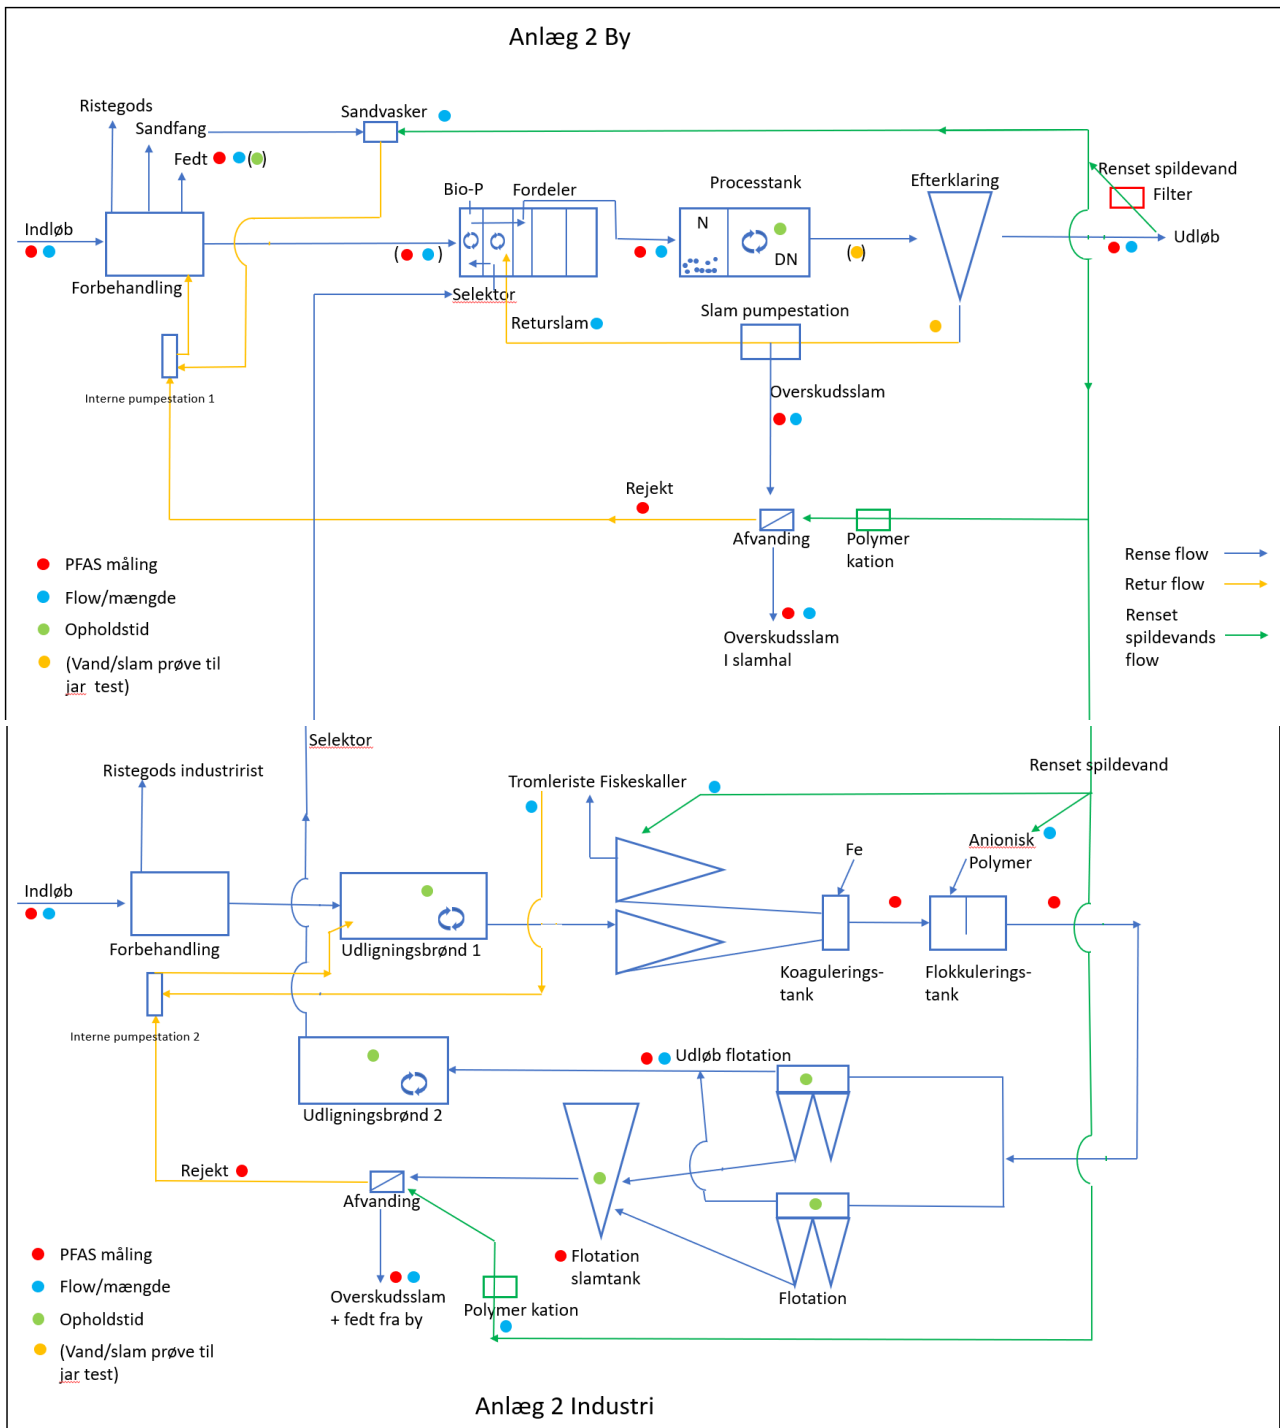 Anlæg 2 By
Ristegods
Sandfang
Fedt
( )
Sandvasker
Indløb
Forbehandling
Interne pumpestation 1
Bio-P
Fordeler
( )
Selektor
Returslam
Processtank
N
DN
( )
Efterklaring
Renset spildevand
Filter
Udløb
Slam pumpestation
Overskudsslam
Rejekt
Afvanding
Polymer
kation
Overskudsslam
I slamhal
PFAS måling
Flow/mængde
Opholdstid
(Vand/slam prøve til
jar test)
Rense flow
Retur flow
Renset
spildevands
flow
Selektor
Ristegods industririst
Tromleriste Fiskeskaller
Renset spildevand
Indløb
Forbehandling
Udligningsbrønd 1
Fe
Anionisk
Polymer
Koagulerings-
tank
Flokkulerings-
tank
Interne pumpestation 2
Udligningsbrønd 2
Udløb flotation
Rejekt
Afvanding
Flotation
slamtank
Flotation
Overskudsslam
+ fedt fra by
Polymer kation
PFAS måling
Flow/mængde
Opholdstid
(Vand/slam prøve til
jar test)
Anlæg 2 Industri